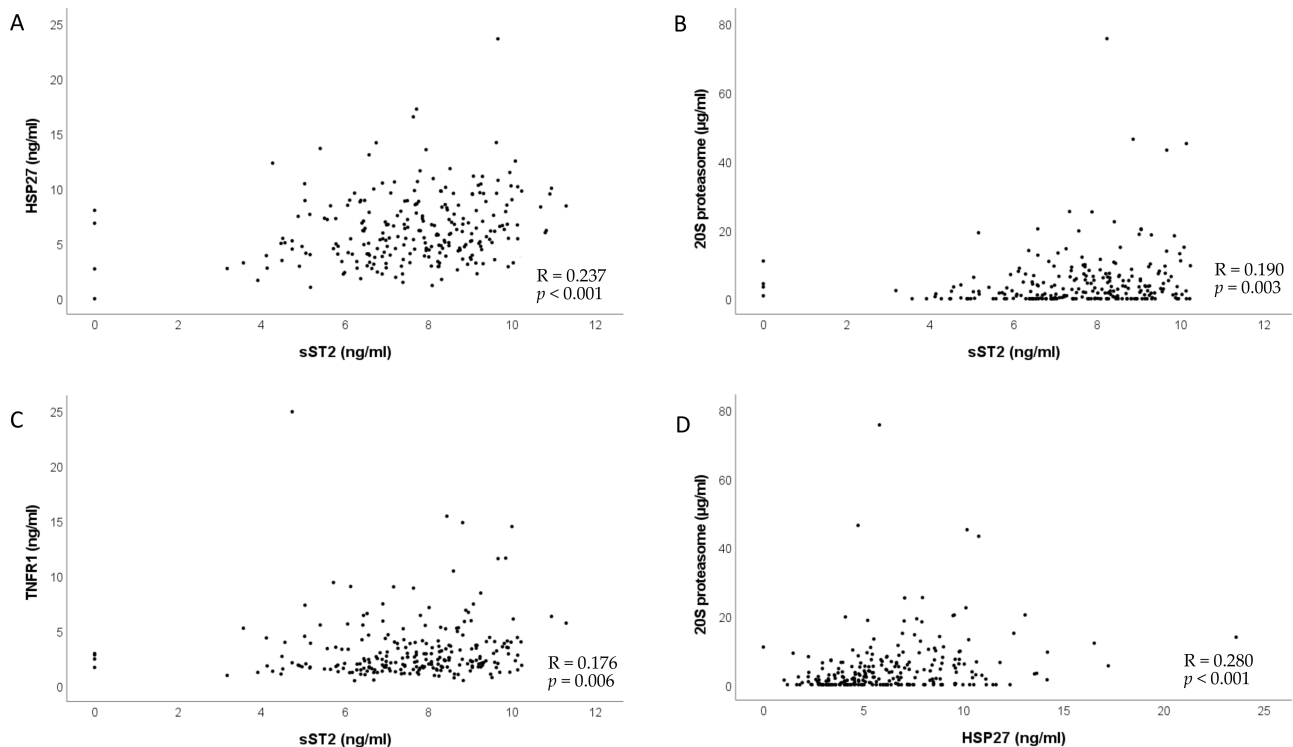 A
25
20
15
10
5
0
HSP27 (ng/ml)
R = 0.237
p < 0.001
0 2 4 6 8 10 12
sST2 (ng/ml)
B
80
60
40
20
0
20S proteasome (µg/ml)
R = 0.190
p = 0.003
0 2 4 6 8 10 12
sST2 (ng/ml)
C
25
20
15
10
5
0
TNFR1 (ng/ml)
R = 0.176
p = 0.006
0 2 4 6 8 10 12
sST2 (ng/ml)
D
80
60
40
20
0
20S proteasome (µg/ml)
R = 0.280
p < 0.001
0 5 10 15 20 25
HSP27 (ng/ml)